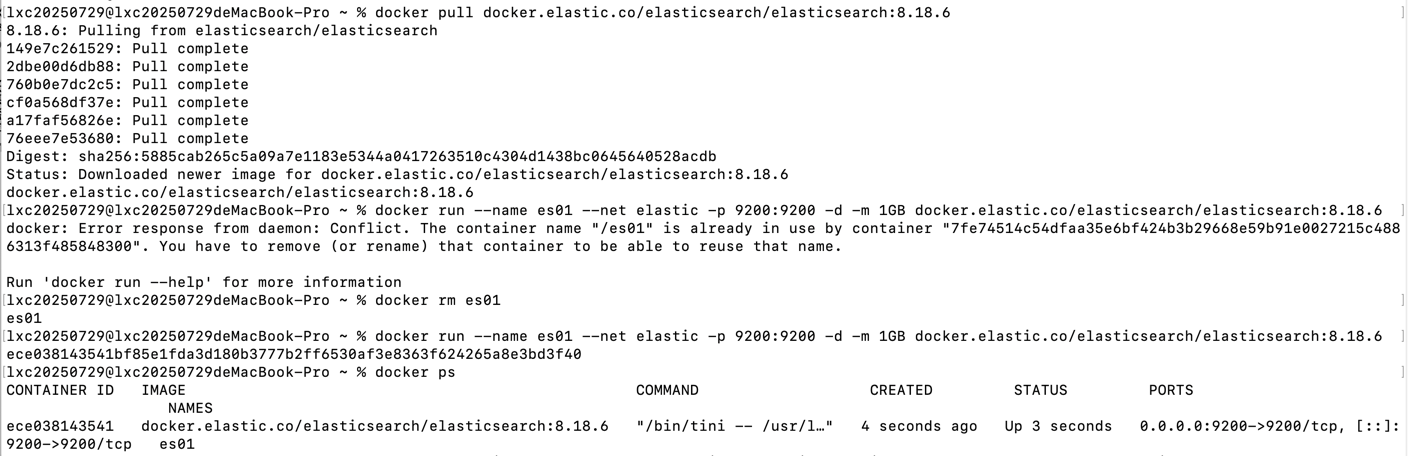 [lxc20250729@lxc20250729deMacBook-Pro ~ % docker pull docker.elastic.co/elasticsearch/elasticsearch:8.18.6 ]
8.18.6: Pulling from elasticsearch/elasticsearch
149e7c261529: Pull complete
2dbe00d6db88: Pull complete
760b0e7dc2c5: Pull complete
cf0a568df37e: Pull complete
a17faf56826e: Pull complete
76eee7e53680: Pull complete
Digest: sha256:5885cab265c5a09a7e1183e5344a0417263510c4304d1438bc0645640528acdb
Status: Downloaded newer image for docker.elastic.co/elasticsearch/elasticsearch:8.18.6
docker.elastic.co/elasticsearch/elasticsearch:8.18.6
[lxc20250729@lxc20250729deMacBook-Pro ~ % docker run --name es01 --net elastic -p 9200:9200 -d -m 1GB docker.elastic.co/elasticsearch/elasticsearch:8.18.6 ]
docker: Error response from daemon: Conflict. The container name "/es01" is already in use by container "7fe74514c54dfaa35e6bf424b3b29668e59b91e0027215c488
6313f485848300". You have to remove (or rename) that container to be able to reuse that name.

Run 'docker run --help' for more information
[lxc20250729@lxc20250729deMacBook-Pro ~ % docker rm es01 ]
es01
[lxc20250729@lxc20250729deMacBook-Pro ~ % docker run --name es01 --net elastic -p 9200:9200 -d -m 1GB docker.elastic.co/elasticsearch/elasticsearch:8.18.6 ]
ece038143541bf85e1fda3d180b3777b2ff6530af3e8363f624265a8e3bd3f40
[lxc20250729@lxc20250729deMacBook-Pro ~ % docker ps ]
CONTAINER ID   IMAGE                                                  COMMAND                  CREATED         STATUS         PORTS
                  NAMES
ece038143541   docker.elastic.co/elasticsearch/elasticsearch:8.18.6   "/bin/tini -- /usr/l…"   4 seconds ago   Up 3 seconds   0.0.0.0:9200->9200/tcp, [::]:
9200->9200/tcp   es01